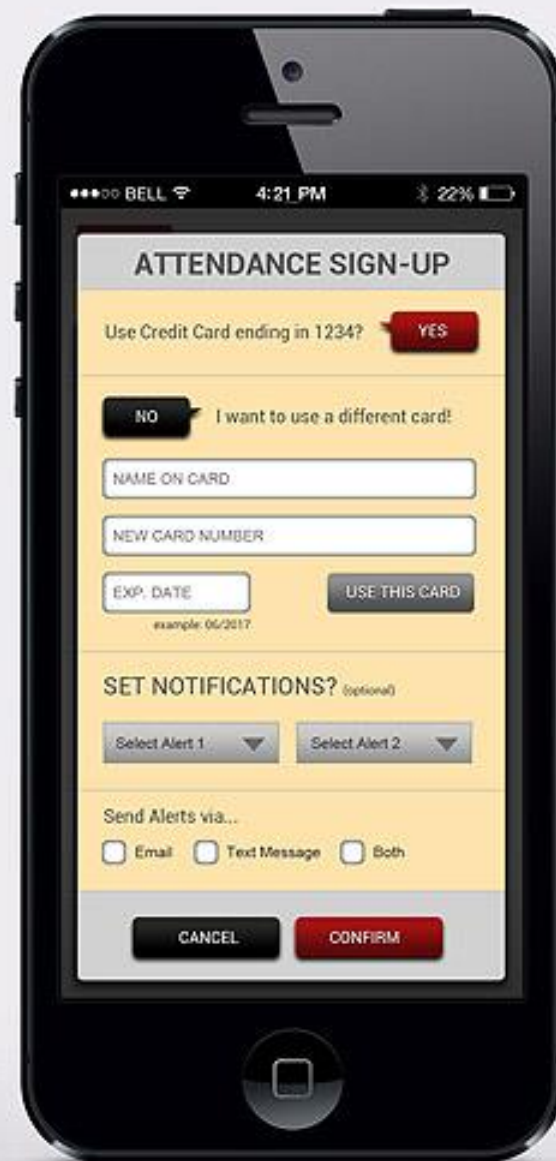 BELL 4:21 PM 22%
ATTENDANCE SIGN-UP
Use Credit Card ending in 1234? YES
NO I want to use a different card!
NAME ON CARD
NEW CARD NUMBER
EXP. DATE USE THIS CARD
example: 06/2017
SET NOTIFICATIONS? (optional)
Select Alert 1 Select Alert 2
Send Alerts via...
Email Text Message Both
CANCEL CONFIRM